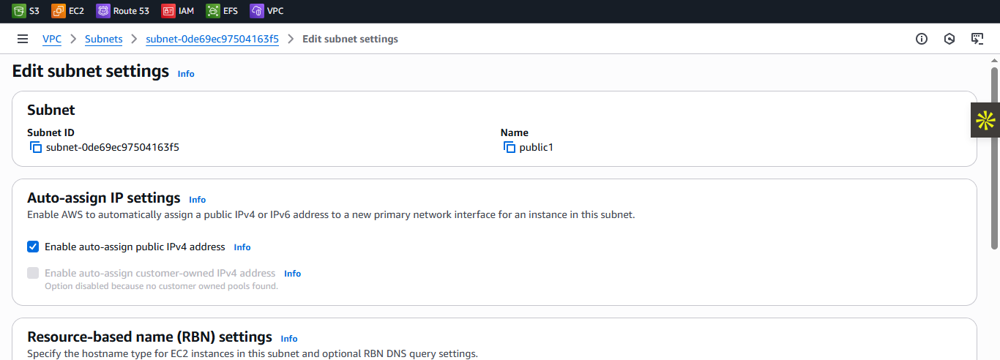 S3 EC2 Route 53 IAM EFS VPC
VPC Subnets subnet-0de69ec97504163f5 Edit subnet settings
Edit subnet settings Info
Subnet
Subnet ID Name
subnet-0de69ec97504163f5 public1
Auto-assign IP settings Info
Enable AWS to automatically assign a public IPv4 or IPv6 address to a new primary network interface for an instance in this subnet.
Enable auto-assign public IPv4 address Info
Enable auto-assign customer-owned IPv4 address Info
Option disabled because no customer owned pools found.
Resource-based name (RBN) settings Info
Specify the hostname type for EC2 instances in this subnet and optional RBN DNS query settings.